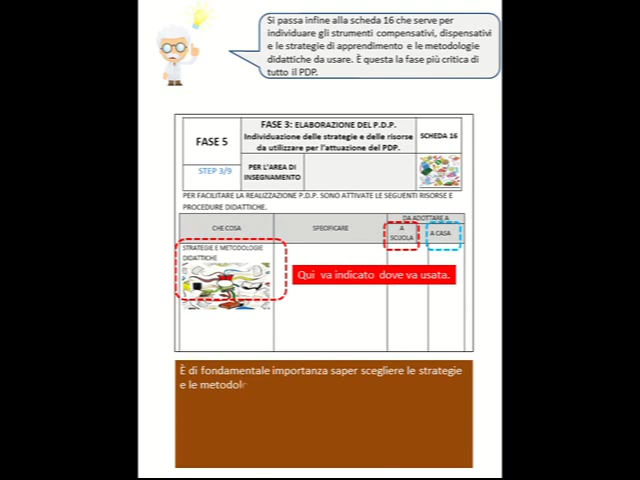 Si passa infine alla scheda 16 che serve per
individuare gli strumenti compensativi, dispensativi
e le strategie di apprendimento e le metodologie
didattiche da usare. È questa la fase più critica di
tutto il PDP.
FASE 5
FASE 3: ELABORAZIONE DEL P.D.P.
Individuazione delle strategie e delle risorse
da utilizzare per l'attuazione del PDP.
SCHEDA 16
STEP 3/9
PER L'AREA DI
INSEGNAMENTO
PER FACILITARE LA REALIZZAZIONE P.D.P. SONO ATTIVATE LE SEGUENTI RISORSE E
PROCEDURE DIDATTICHE.
CHE COSA
SPECIFICARE
DA ADOTTARE A
A
SCUOLA
A CASA
STRATEGIE E METODOLOGIE
DIDATTICHE
Qui va indicato dove va usata.
È di fondamentale importanza saper scegliere le strategie
e le metodolo